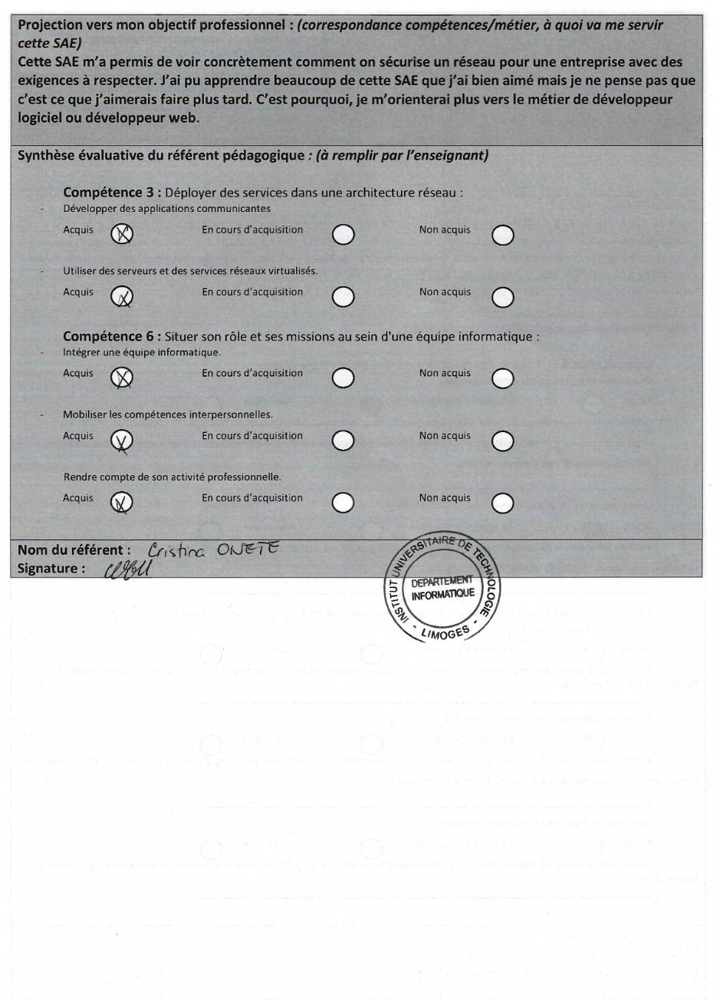 Projection vers mon objectif professionnel : (correspondance compétences/métier, à quoi va me servir
cette SAE)
Cette SAE m’a permis de voir concrètement comment on sécurise un réseau pour une entreprise avec des
exigences à respecter. J’ai pu apprendre beaucoup de cette SAE que j’ai bien aimé mais je ne pense pas que
c’est ce que j’aimerais faire plus tard. C’est pourquoi, je m’orienterai plus vers le métier de développeur
logiciel ou développeur web.
Synthèse évaluative du référent pédagogique : (à remplir par l’enseignant)
Compétence 3 : Déployer des services dans une architecture réseau :
- Développer des applications communicantes
Acquis En cours d’acquisition Non acquis
- Utiliser des serveurs et des services réseaux virtualisés.
Acquis En cours d’acquisition Non acquis
Compétence 6 : Situer son rôle et ses missions au sein d'une équipe informatique :
- Intégrer une équipe informatique.
Acquis En cours d’acquisition Non acquis
- Mobiliser les compétences interpersonnelles.
Acquis En cours d’acquisition Non acquis
Rendre compte de son activité professionnelle.
Acquis En cours d’acquisition Non acquis
Nom du référent : Cristina ONETE
Signature :
INSTITUT UNIVERSITAIRE DE TECHNOLOGIE
DEPARTEMENT
INFORMATIQUE
- LIMOGES -